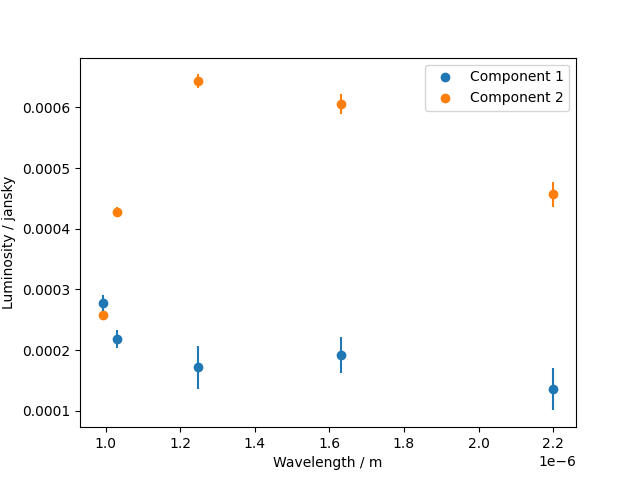 Component 1
Component 2
0.0006
0.0005
0.0004
0.0003
0.0002
0.0001
Luminosity / jansky
1.0 1.2 1.4 1.6 1.8 2.0 2.2
1e−6
Wavelength / m